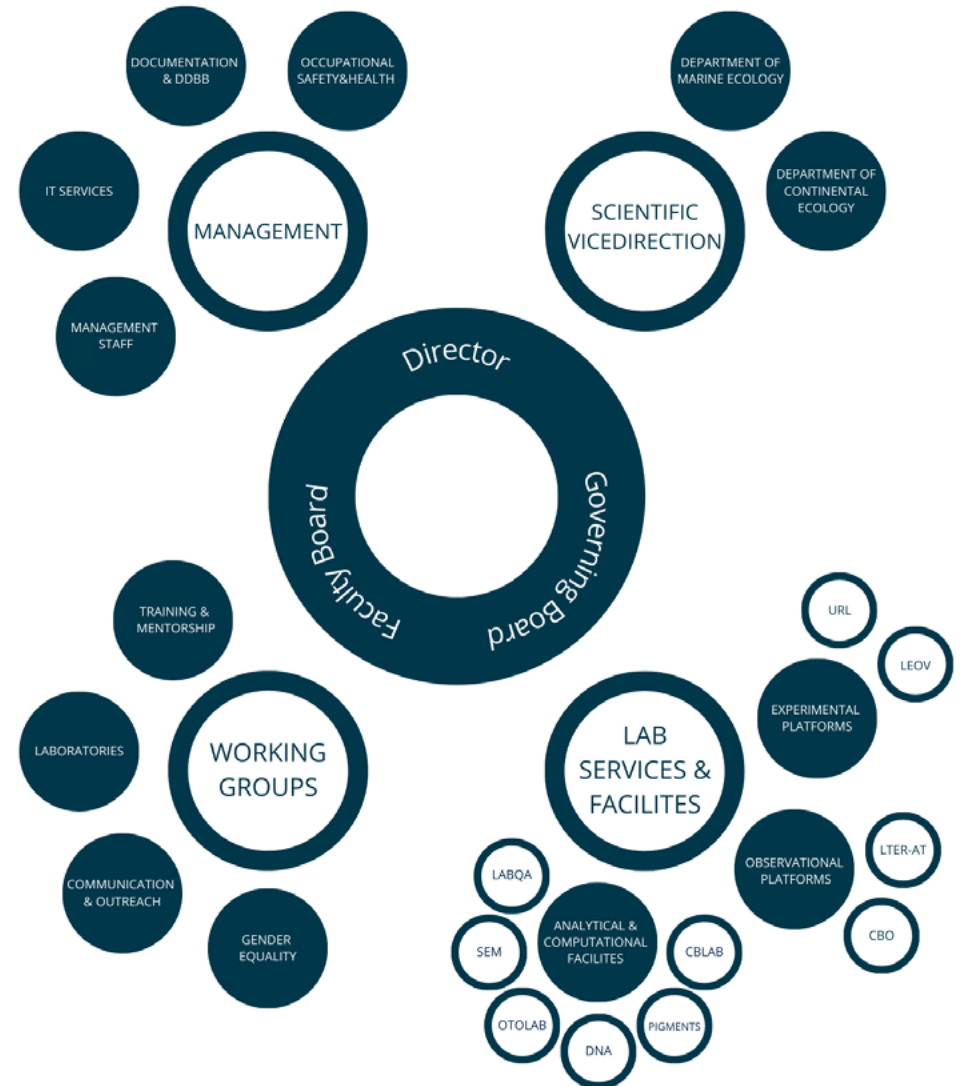 DOCUMENTATION
& DDBB
OCCUPATIONAL
SAFETY&HEALTH
IT SERVICES
MANAGEMENT
STAFF
MANAGEMENT
DEPARTMENT OF
MARINE ECOLOGY
DEPARTMENT OF
CONTINENTAL
ECOLOGY
SCIENTIFIC
VICEDIRECTION
Director
Faculty Board
Governing Board
TRAINING &
MENTORSHIP
LABORATORIES
WORKING
GROUPS
COMMUNICATION
& OUTREACH
GENDER
EQUALITY
LAB
SERVICES &
FACILITES
URL
LEOV
EXPERIMENTAL
PLATFORMS
OBSERVATIONAL
PLATFORMS
LTER-AT
CBO
LABQA
SEM
ANALYTICAL &
COMPUTATIONAL
FACILITES
CBLAB
OTOLAB
DNA
PIGMENTS